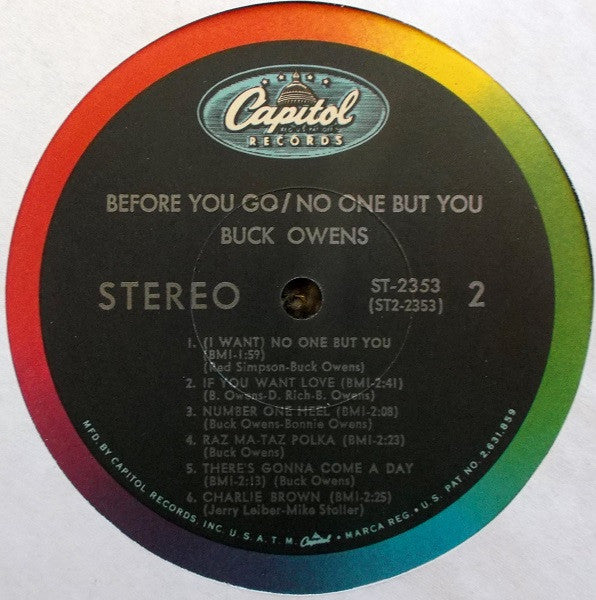 Capitol
REG. U.S. PAT. OFF.
RECORDS
BEFORE YOU GO/NO ONE BUT YOU
BUCK OWENS
STEREO
ST-2353
(ST2-2353)
2
1. (I WANT) NO ONE BUT YOU
(BMI-1:59)
(Red Simpson-Buck Owens)
2. IF YOU WANT LOVE (BMI-2:41)
(B. Owens-D. Rich-B. Owens)
3. NUMBER ONE HEEL (BMI-2:08)
(Buck Owens-Bonnie Owens)
4. RAZ MA-TAZ POLKA (BMI-2:23)
(Buck Owens)
5. THERE'S GONNA COME A DAY
(BMI-2:13) (Buck Owens)
6. CHARLIE BROWN (BMI-2:25)
(Jerry Leiber-Mike Stoller)
MFD. BY CAPITOL RECORDS, INC. U.S.A. T.M. Capitol • MARCA REG. • U.S. PAT. NO. 2,631,859